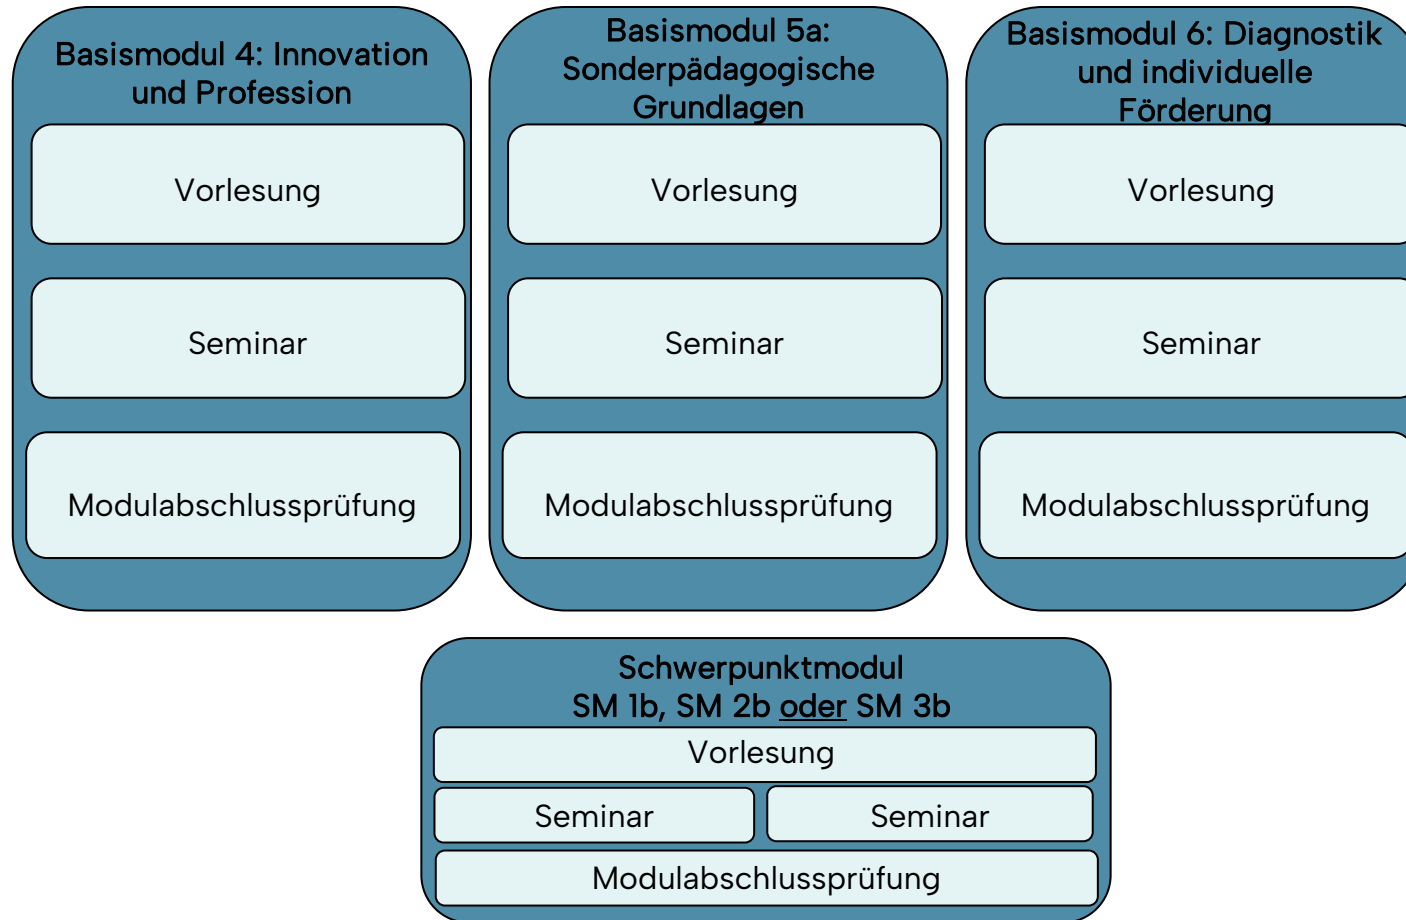 Basismodul 4: Innovation
und Profession
Vorlesung
Seminar
Modulabschlussprüfung
Basismodul 5a:
Sonderpädagogische
Grundlagen
Vorlesung
Seminar
Modulabschlussprüfung
Basismodul 6: Diagnostik
und individuelle
Förderung
Vorlesung
Seminar
Modulabschlussprüfung
Schwerpunktmodul
SM 1b, SM 2b oder SM 3b
Vorlesung
Seminar
Seminar
Modulabschlussprüfung